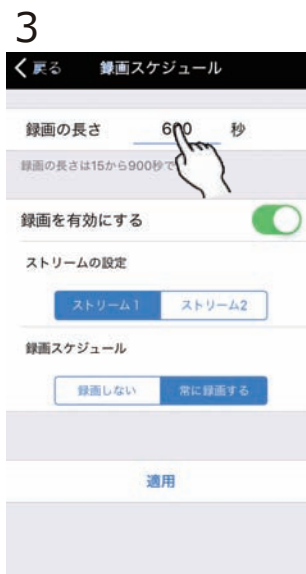 3
戻る 録画スケジュール
録画の長さ 600 秒
録画の長さは15から900秒で
録画を有効にする
ストリームの設定
ストリーム1 ストリーム2
録画スケジュール
録画しない 常に録画する
適用